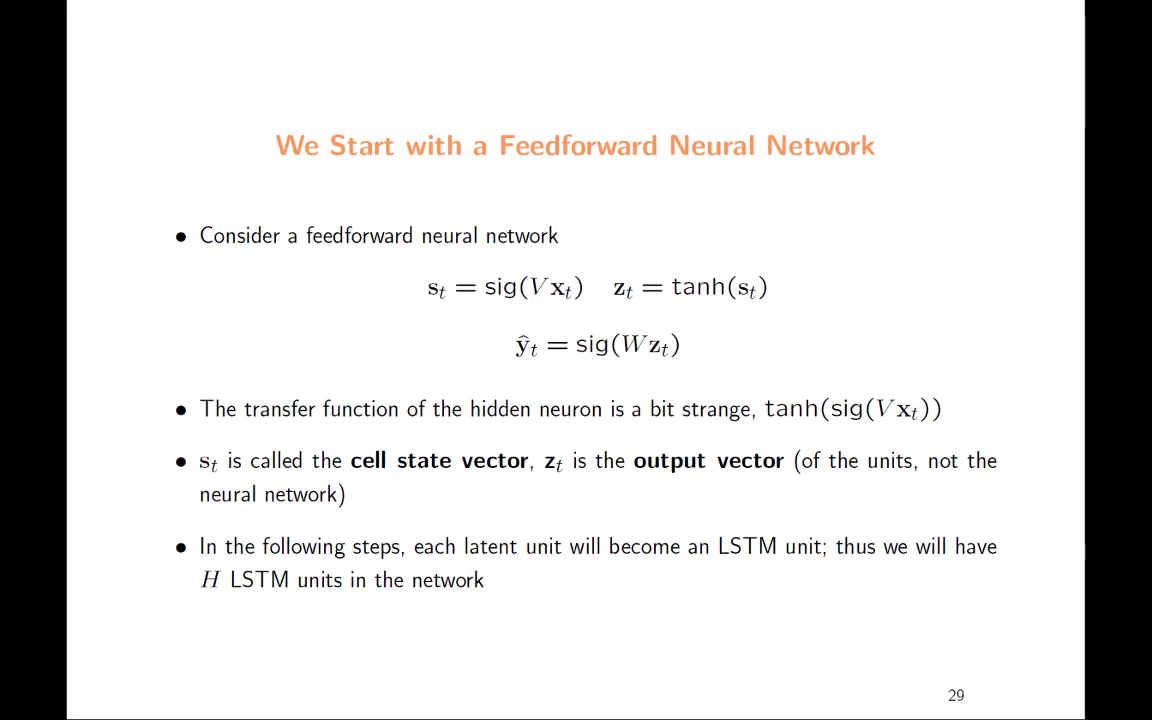 We Start with a Feedforward Neural Network
• Consider a feedforward neural network
sₜ = sig(Vxₜ) zₜ = tanh(sₜ)
ŷₜ = sig(Wzₜ)
• The transfer function of the hidden neuron is a bit strange, tanh(sig(Vxₜ))
• sₜ is called the cell state vector, zₜ is the output vector (of the units, not the
neural network)
• In the following steps, each latent unit will become an LSTM unit; thus we will have
H LSTM units in the network
29